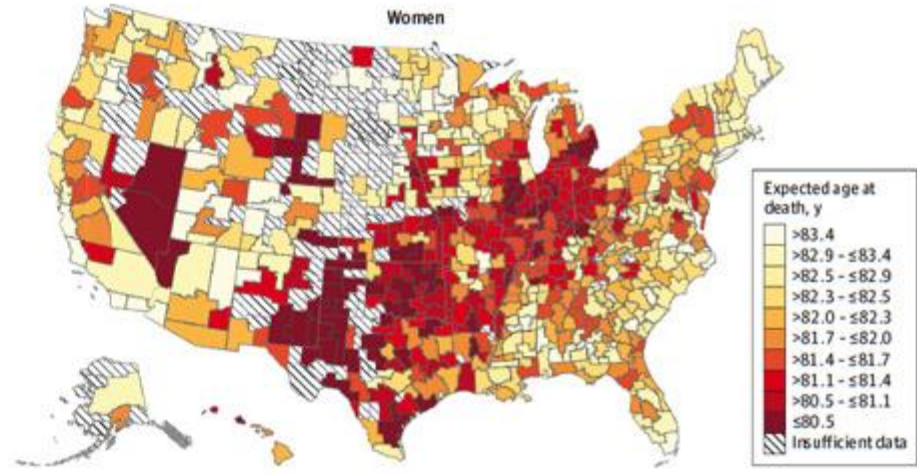 Women
Expected age at
death, y
>83.4
>82.9 - ≤83.4
>82.5 - ≤82.9
>82.3 - ≤82.5
>82.0 - ≤82.3
>81.7 - ≤82.0
>81.4 - ≤81.7
>81.1 - ≤81.4
>80.5 - ≤81.1
≤80.5
Insufficient data